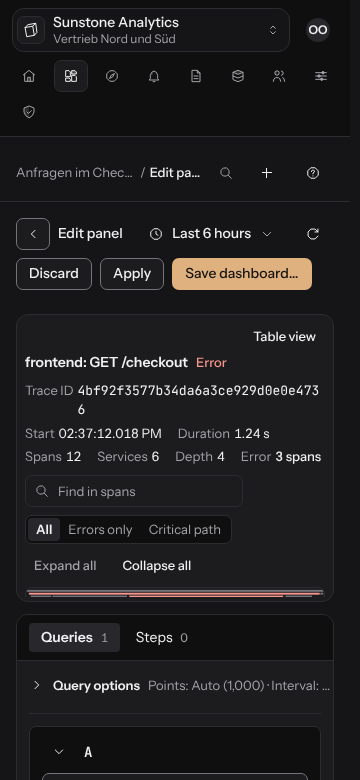 Sunstone Analytics
Vertrieb Nord und Süd
OO
Anfragen im Chec... / Edit pa...
Edit panel
Last 6 hours
Discard
Apply
Save dashboard...
Table view
frontend: GET /checkout Error
Trace ID 4bf92f3577b34da6a3ce929d0e0e473
6
Start 02:37:12.018 PM Duration 1.24 s
Spans 12 Services 6 Depth 4 Error 3 spans
Find in spans
All Errors only Critical path
Expand all Collapse all
Queries 1 Steps 0
Query options Points: Auto (1,000) · Interval: ...
A